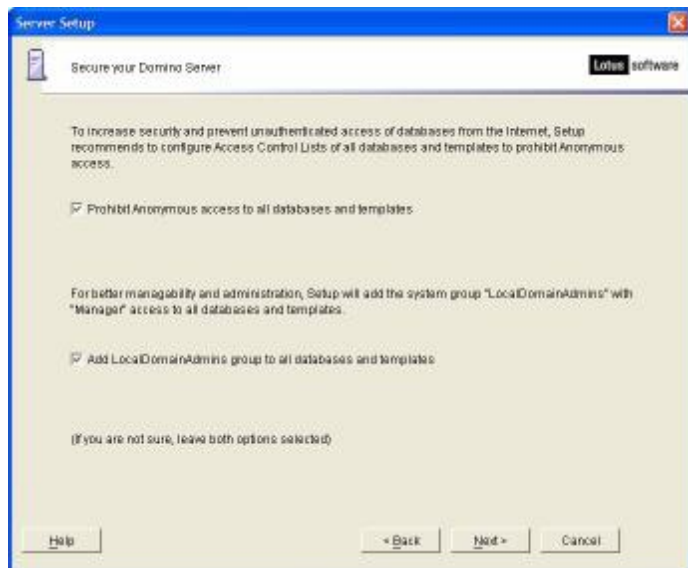 Server Setup
Secure your Domino Server
Lotus software
To increase security and prevent unauthenticated access of databases from the Internet, Setup
recommends to configure Access Control Lists of all databases and templates to prohibit Anonymous
access.
Prohibit Anonymous access to all databases and templates
For better managability and administration, Setup will add the system group "LocalDomainAdmins" with
"Manager" access to all databases and templates.
Add LocalDomainAdmins group to all databases and templates
(if you are not sure, leave both options selected)
Help
< Back
Next >
Cancel